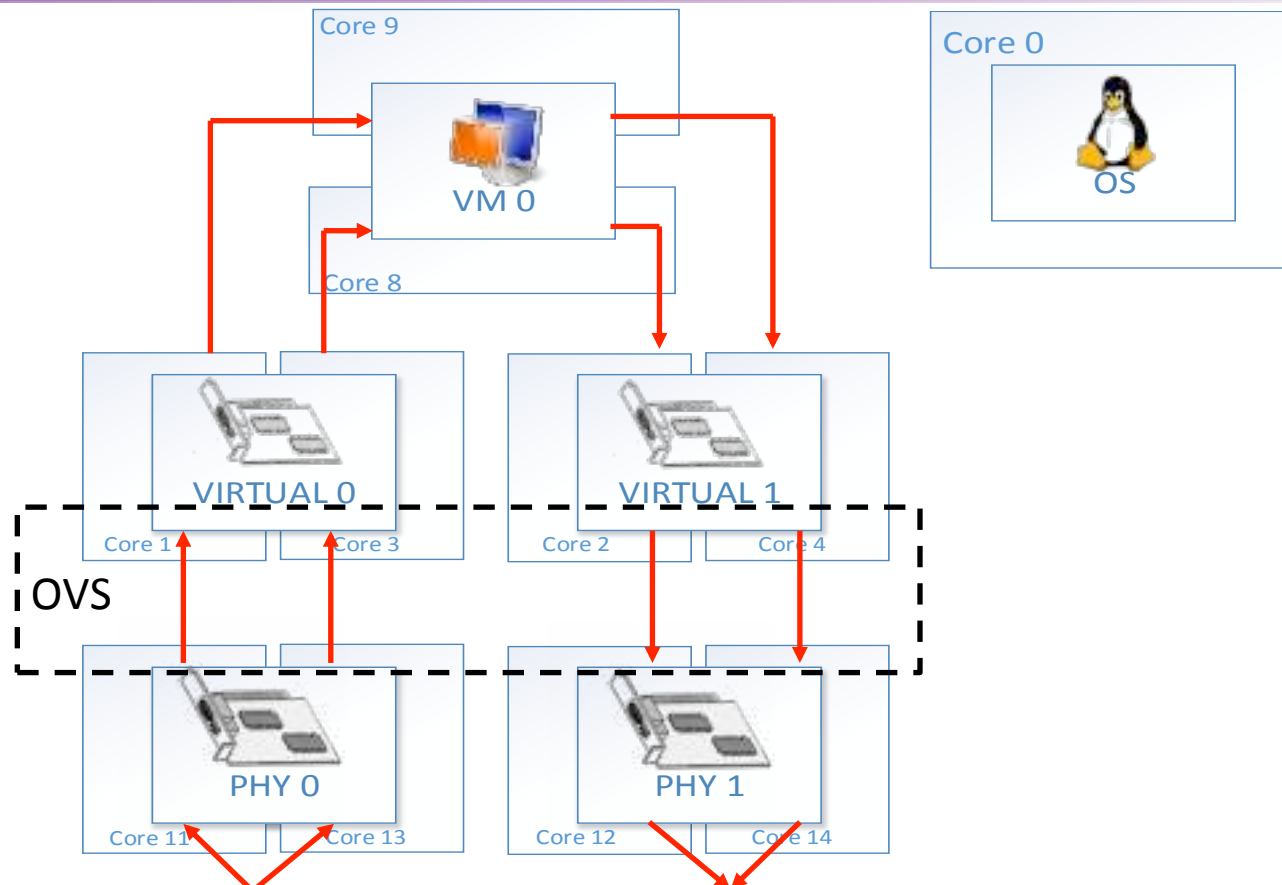 Core 9
Core 0
VM 0
OS
Core 8
VIRTUAL 0
VIRTUAL 1
Core 1
Core 3
Core 2
Core 4
OVS
PHY 0
PHY 1
Core 11
Core 13
Core 12
Core 14